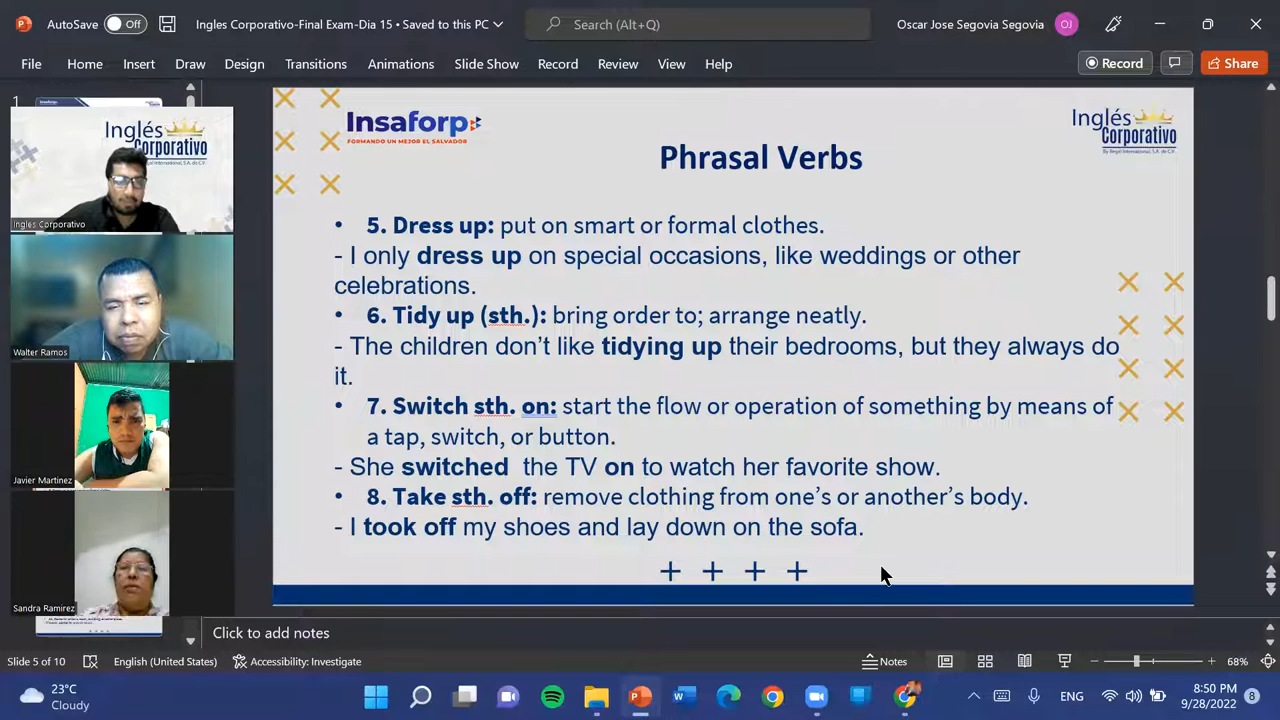 AutoSave Off Ingles Corporativo-Final Exam-Dia 15 • Saved to this PC Search (Alt+Q) Oscar Jose Segovia Segovia OJ
File Home Insert Draw Design Transitions Animations Slide Show Record Review View Help Record Share
1
Inglés
Corporativo
Ingles Corporativo
Walter Ramos
Javier Martinez
Sandra Ramirez
Insaforp
FORMANDO UN MEJOR EL SALVADOR
Inglés
Corporativo
By Regal International, S.A. de C.V.
Phrasal Verbs
• 5. Dress up: put on smart or formal clothes.
- I only dress up on special occasions, like weddings or other
celebrations.
• 6. Tidy up (sth.): bring order to; arrange neatly.
- The children don't like tidying up their bedrooms, but they always do
it.
• 7. Switch sth. on: start the flow or operation of something by means of
a tap, switch, or button.
- She switched the TV on to watch her favorite show.
• 8. Take sth. off: remove clothing from one's or another's body.
- I took off my shoes and lay down on the sofa.
+ + + +
Click to add notes
Slide 5 of 10 English (United States) Accessibility: Investigate Notes 68%
23°C
Cloudy
ENG
8:50 PM
9/28/2022
8